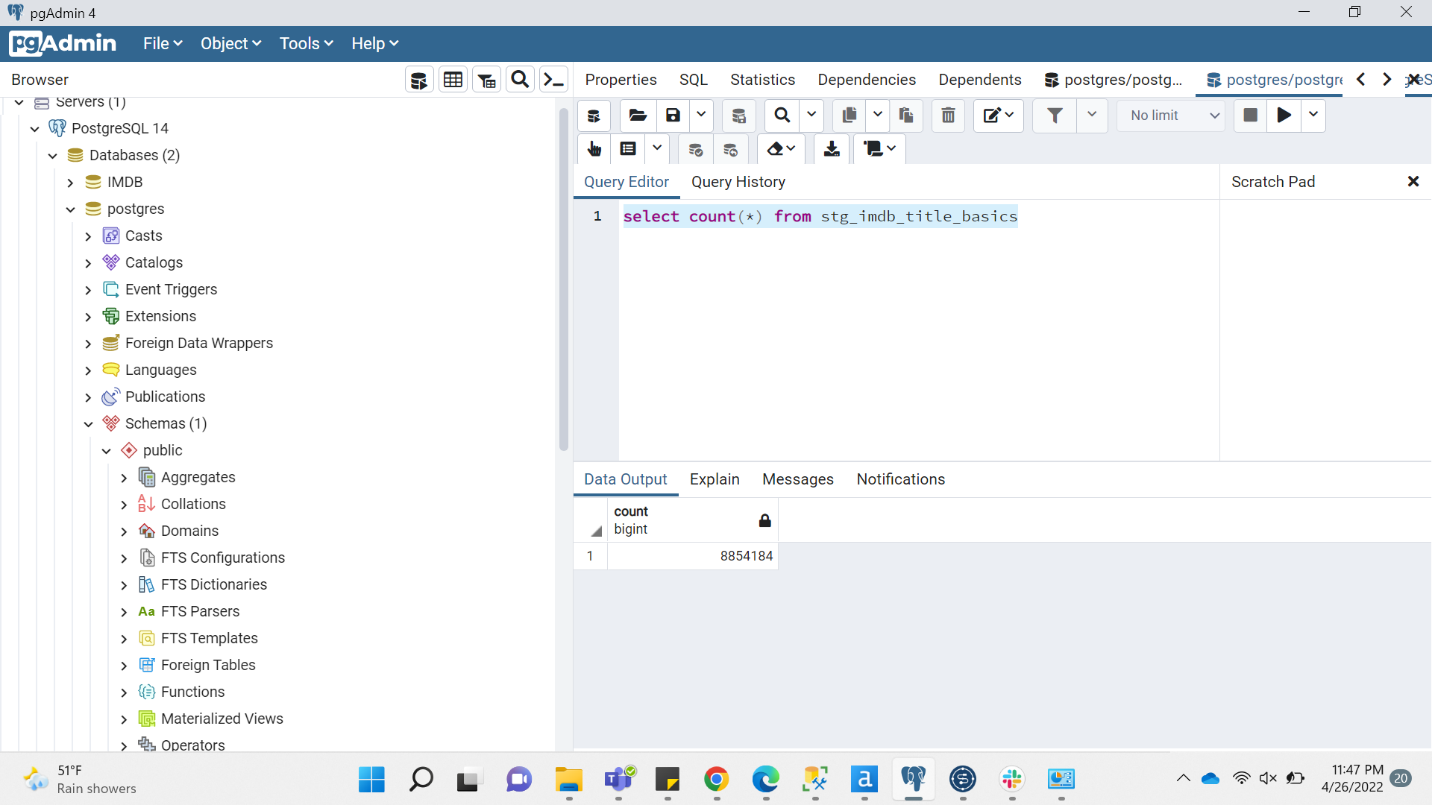 pgAdmin 4
pgAdmin File Object Tools Help
Browser
Properties SQL Statistics Dependencies Dependents postgres/postg... postgres/postgre
No limit
Query Editor Query History Scratch Pad
1 select count(*) from stg_imdb_title_basics
Servers (1)
PostgreSQL 14
Databases (2)
IMDB
postgres
Casts
Catalogs
Event Triggers
Extensions
Foreign Data Wrappers
Languages
Publications
Schemas (1)
public
Aggregates
Collations
Domains
FTS Configurations
FTS Dictionaries
Aa FTS Parsers
FTS Templates
Foreign Tables
Functions
Materialized Views
Operators
Data Output Explain Messages Notifications
count
bigint
1 8854184
51°F
Rain showers
11:47 PM
4/26/2022
20